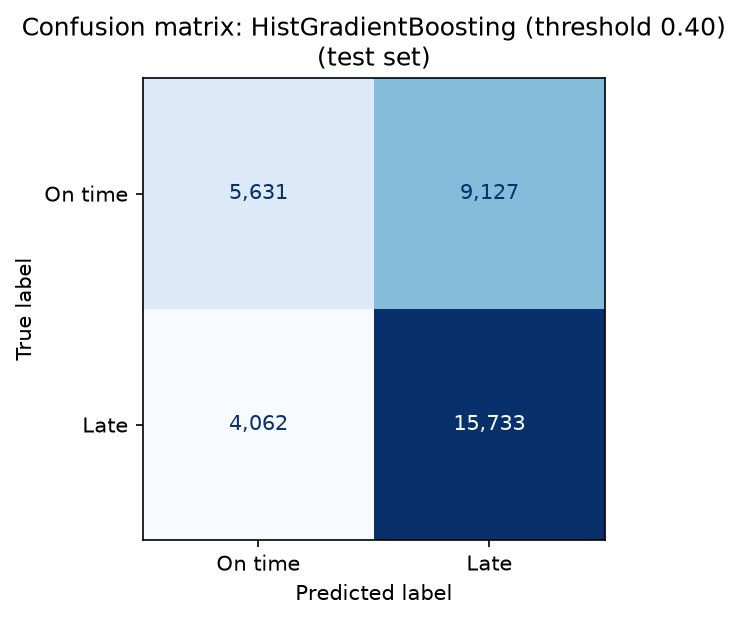 Confusion matrix: HistGradientBoosting (threshold 0.40)
(test set)
On time
5,631
9,127
True label
Late
4,062
15,733
On time
Late
Predicted label